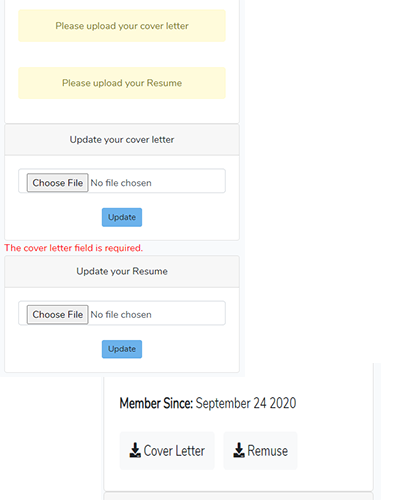 Please upload your cover letter
Please upload your Resume
Update your cover letter
Choose File No file chosen
Update
The cover letter field is required.
Update your Resume
Choose File No file chosen
Update
Member Since: September 24 2020
Cover Letter Remuse